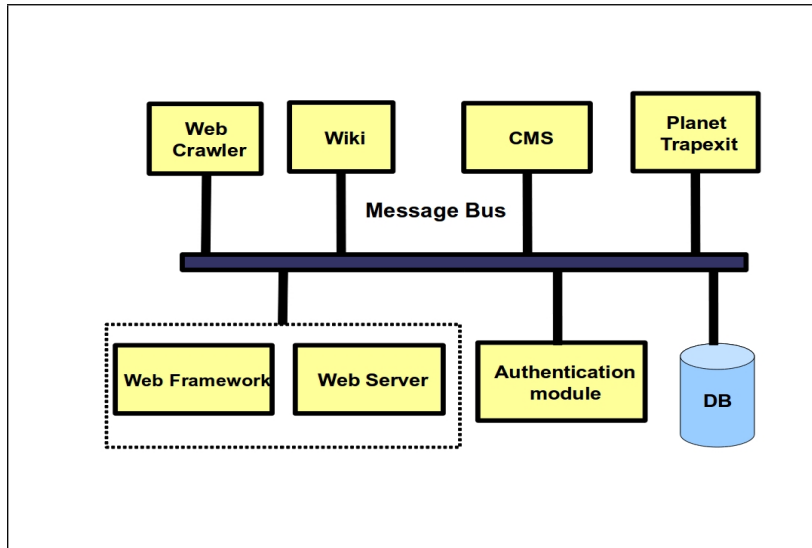 Web
Crawler
Wiki
CMS
Planet
Trapexit
Message Bus
Web Framework
Web Server
Authentication
module
DB